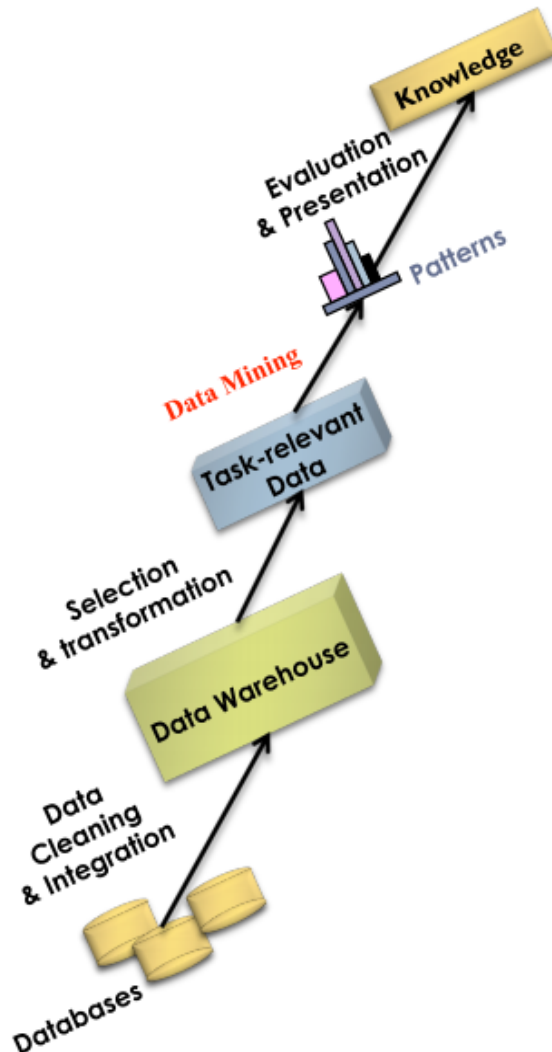 Knowledge
Evaluation
& Presentation
Patterns
Data Mining
Task-relevant
Data
Selection
& transformation
Data Warehouse
Data
Cleaning
& Integration
Databases